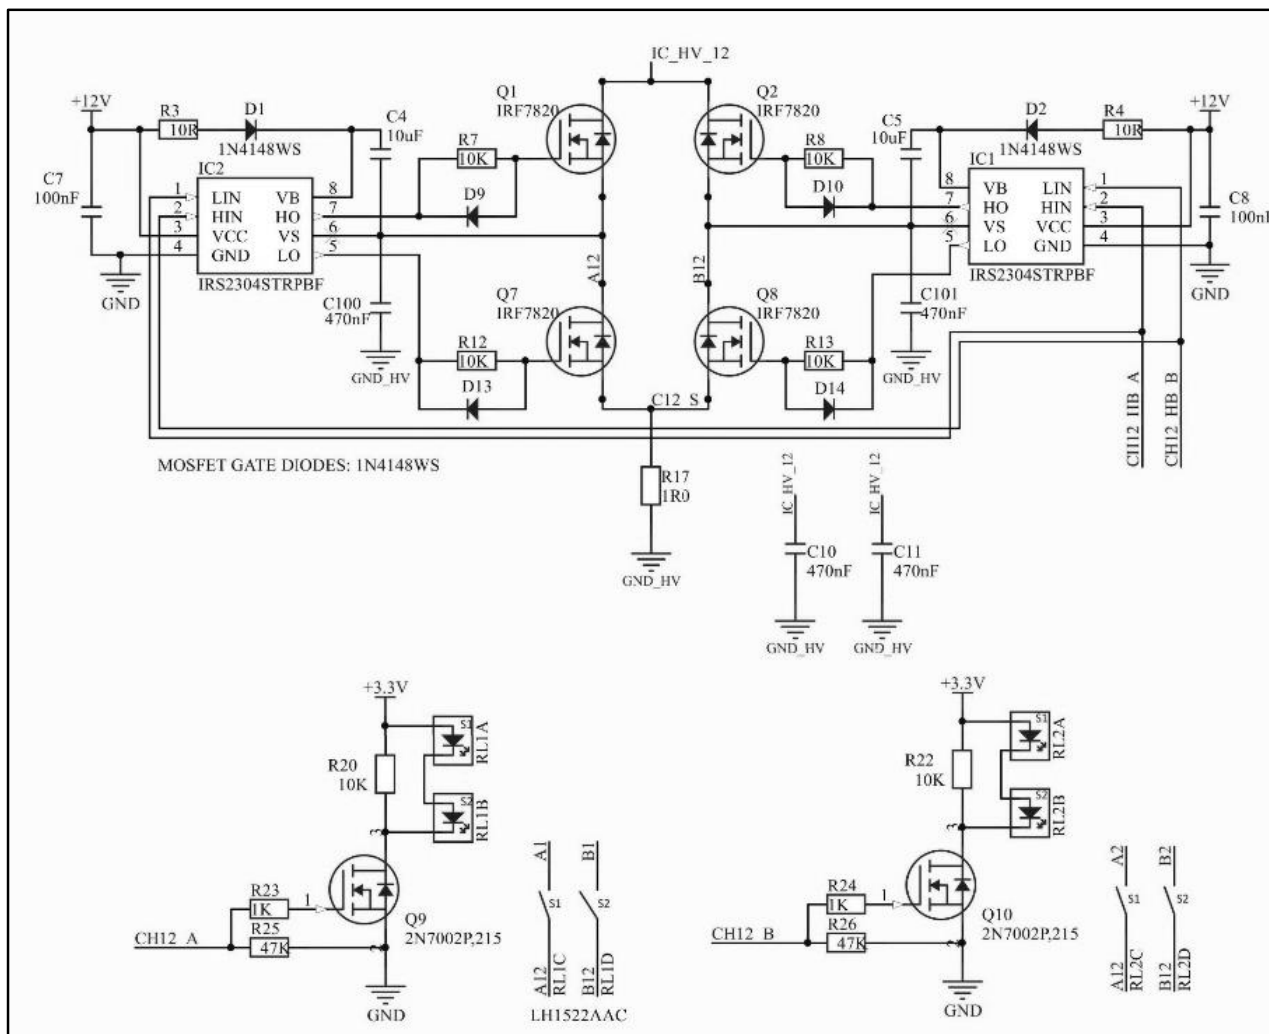 IC_HV_12
Q1
IRF7820
Q2
IRF7820
+12V
R3
10R
D1
1N4148WS
C4
10uF
R7
10K
D9
R8
10K
D10
C5
10uF
D2
1N4148WS
R4
10R
+12V
C7
100nF
IC2
1
2
3
4
LIN
HIN
VCC
GND
VB
HO
VS
LO
8
7
6
5
IRS2304STRPBF
GND
IC1
8
7
6
5
VB
HO
VS
LO
LIN
HIN
VCC
GND
1
2
3
4
IRS2304STRPBF
C8
100nF
GND
A12
B12
C100
470nF
GND_HV
Q7
IRF7820
Q8
IRF7820
C101
470nF
GND_HV
R12
10K
D13
R13
10K
D14
C12_S
CH12_HB_A
CH12_HB_B
MOSFET GATE DIODES: 1N4148WS
R17
1R0
GND_HV
IC_HV_12
C10
470nF
GND_HV
IC_HV_12
C11
470nF
GND_HV
+3.3V
S1
RL1A
R20
10K
S2
RL1B
3
R23
1K
1
R25
47K
CH12_A
Q9
2N7002P,215
2
GND
A1
S1
A12
RL1C
B1
S2
B12
RL1D
LH1522AAC
+3.3V
S1
RL2A
R22
10K
S2
RL2B
3
R24
1K
1
R26
47K
CH12_B
Q10
2N7002P,215
2
GND
A2
S1
A12
RL2C
B2
S2
B12
RL2D